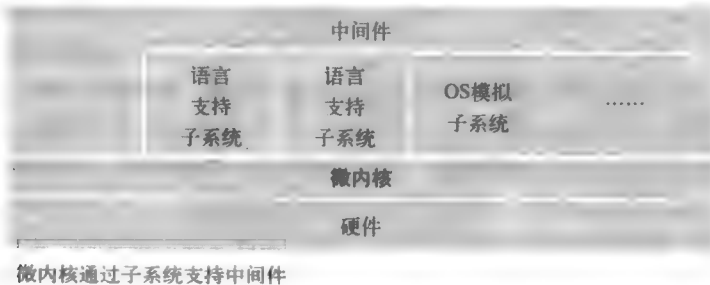 中间件
语言 语言
支持 支持 OS模拟
子系统 子系统 子系统 ……
微内核
硬件
微内核通过子系统支持中间件